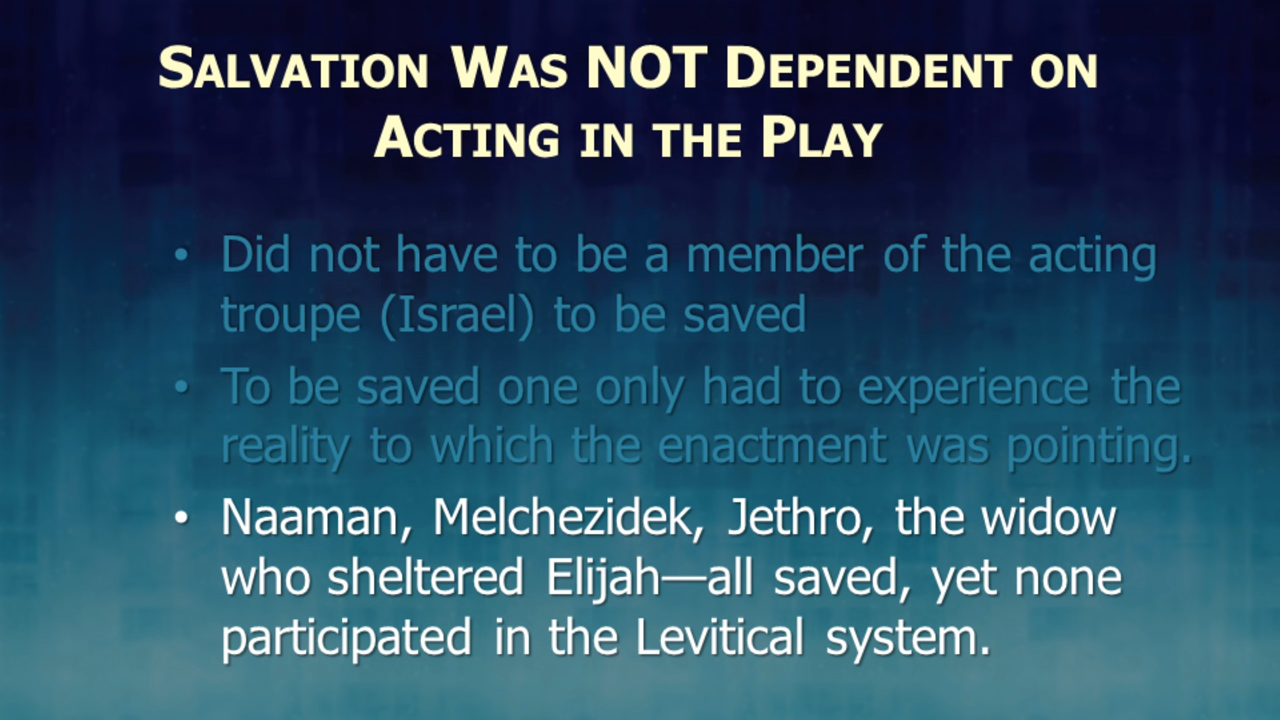 SALVATION WAS NOT DEPENDENT ON
ACTING IN THE PLAY
• Did not have to be a member of the acting
troupe (Israel) to be saved
• To be saved one only had to experience the
reality to which the enactment was pointing.
• Naaman, Melchezidek, Jethro, the widow
who sheltered Elijah—all saved, yet none
participated in the Levitical system.